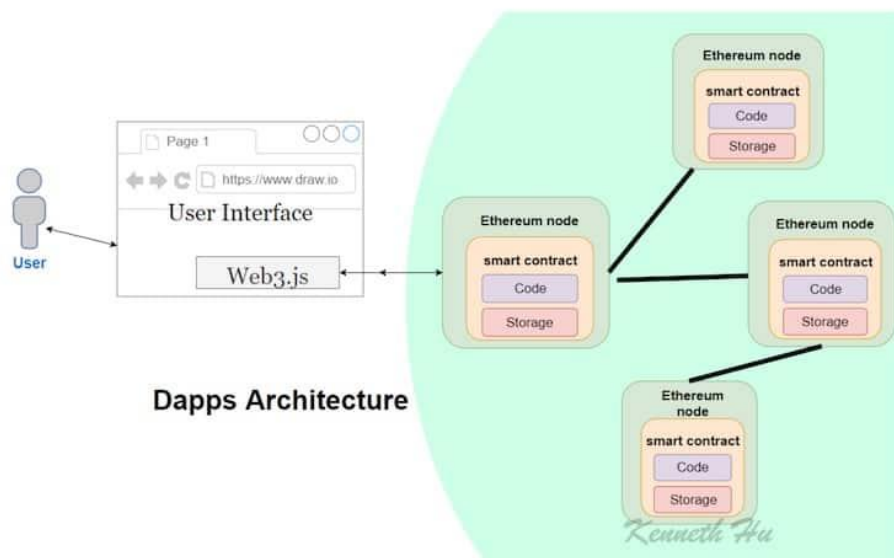 Page 1
https://www.draw.io
User Interface
Web3.js
User
Dapps Architecture
Ethereum node
smart contract
Code
Storage
Ethereum node
smart contract
Code
Storage
Ethereum node
smart contract
Code
Storage
Ethereum
node
smart contract
Code
Storage
Kenneth Hu